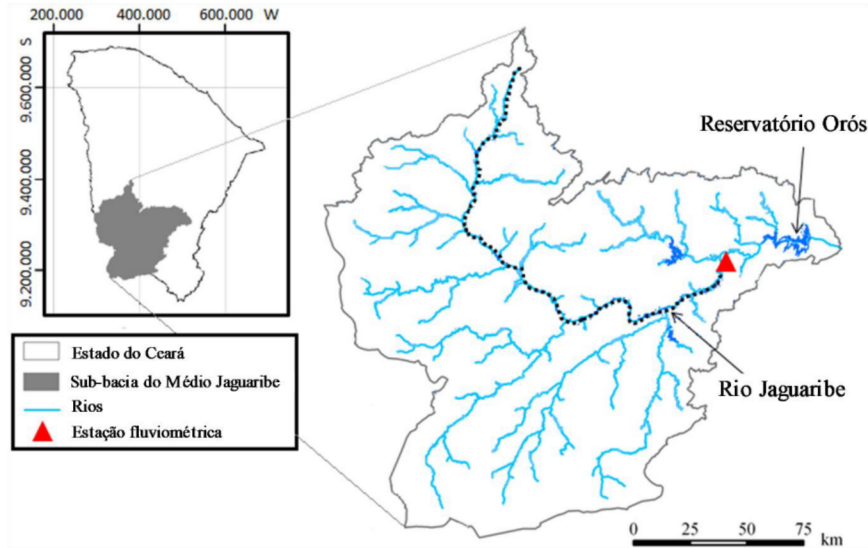 200.000 400.000 600.000 W
S
9.600.000
9.400.000
9.200.000
Reservatório Orós
Rio Jaguaribe
Estado do Ceará
Sub-bacia do Médio Jaguaribe
Rios
Estação fluviométrica
0 25 50 75
km